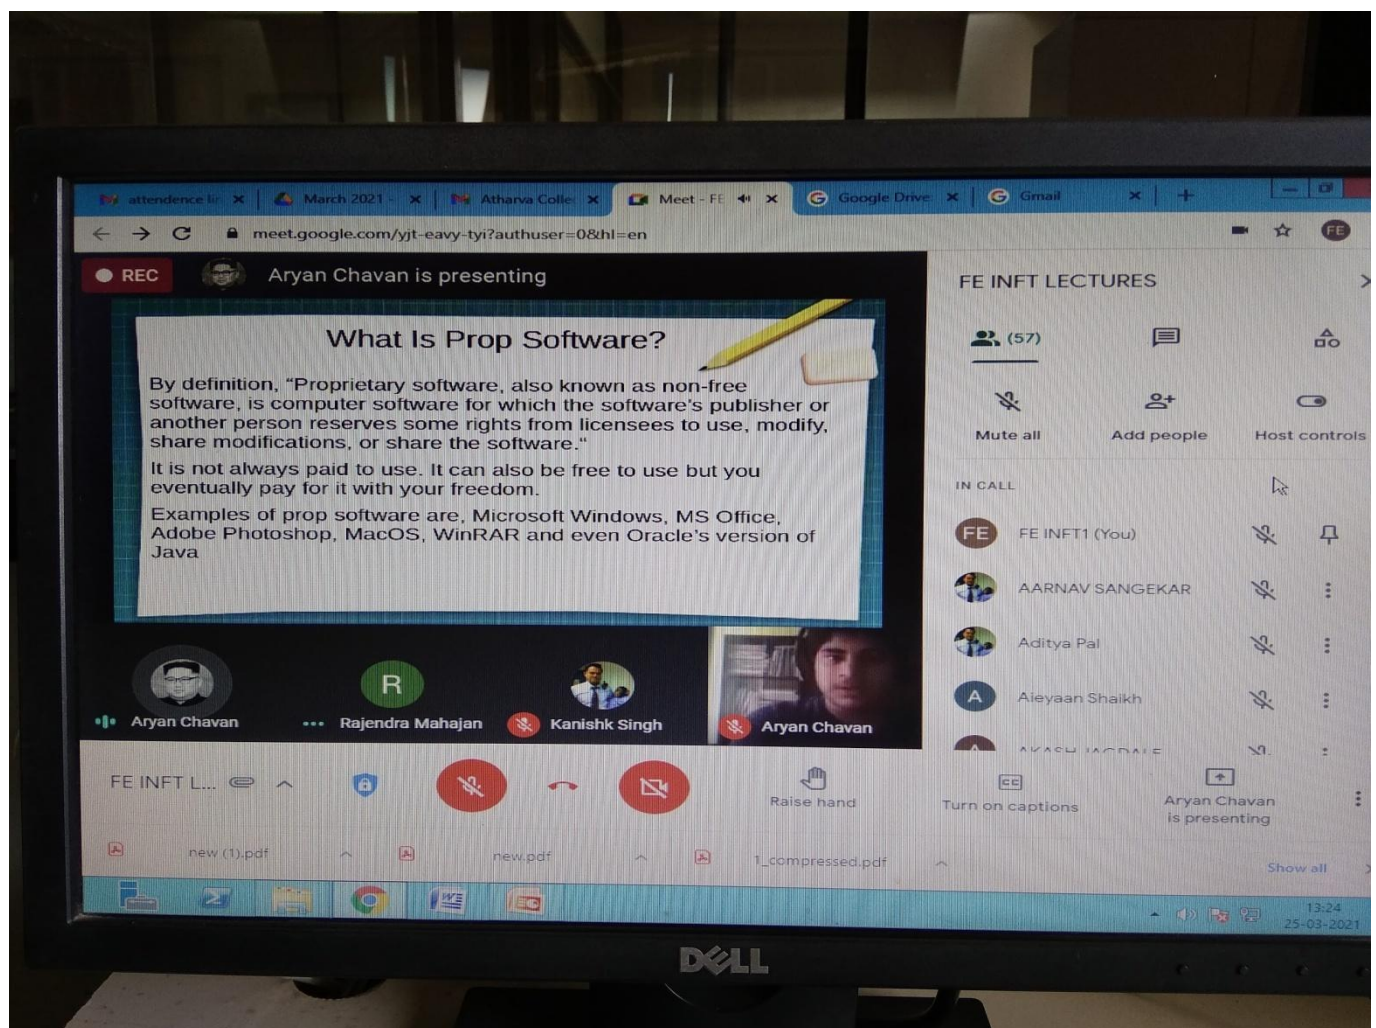 attendence lin
March 2021 -
Atharva Colle
Meet - FE
Google Drive
Gmail
meet.google.com/yjt-eavy-tyi?authuser=0&hl=en
FE
REC
Aryan Chavan is presenting
What Is Prop Software?
By definition, "Proprietary software, also known as non-free
software, is computer software for which the software's publisher or
another person reserves some rights from licensees to use, modify,
share modifications, or share the software."
It is not always paid to use. It can also be free to use but you
eventually pay for it with your freedom.
Examples of prop software are, Microsoft Windows, MS Office,
Adobe Photoshop, MacOS, WinRAR and even Oracle's version of
Java
R
Aryan Chavan
Rajendra Mahajan
Kanishk Singh
Aryan Chavan
FE INFT LECTURES
(57)
Mute all
Add people
Host controls
IN CALL
FE
FE INFT1 (You)
AARNAV SANGEKAR
Aditya Pal
A
Aieyaan Shaikh
A
AKASH JAGDALE
FE INFT L...
Raise hand
CC
Turn on captions
Aryan Chavan
is presenting
new (1).pdf
new.pdf
1_compressed.pdf
Show all
13:24
25-03-2021
DELL